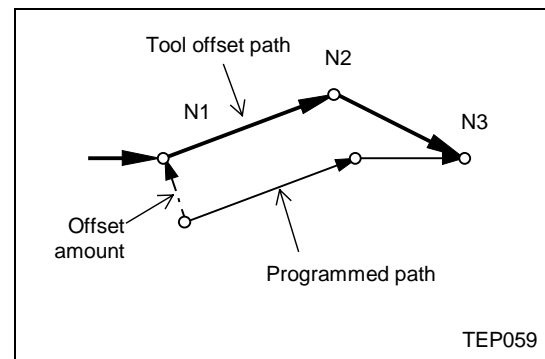 Tool offset path
N2
N1
N3
Offset
amount
Programmed path
TEP059